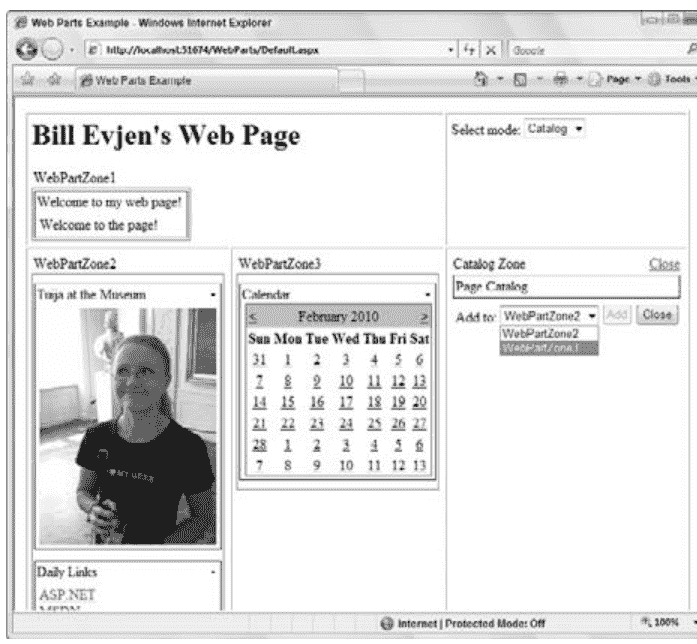 Web Parts Example - Windows Internet Explorer
http://localhost:51674/WebParts/Default.aspx
Google
Web Parts Example
Page
Tools
Bill Evjen's Web Page
Select mode: Catalog
WebPartZone1
Welcome to my web page!
Welcome to the page!
WebPartZone2
WebPartZone3
Catalog Zone Close
Page Catalog
Add to: WebPartZone2 Add Close
WebPartZone2
WebPartZone3
Tuija at the Museum
Calendar
< February 2010 >
Sun Mon Tue Wed Thu Fri Sat
31 1 2 3 4 5 6
7 8 9 10 11 12 13
14 15 16 17 18 19 20
21 22 23 24 25 26 27
28 1 2 3 4 5 6
7 8 9 10 11 12 13
Daily Links
ASP.NET
MSDN
Internet | Protected Mode: Off
100%